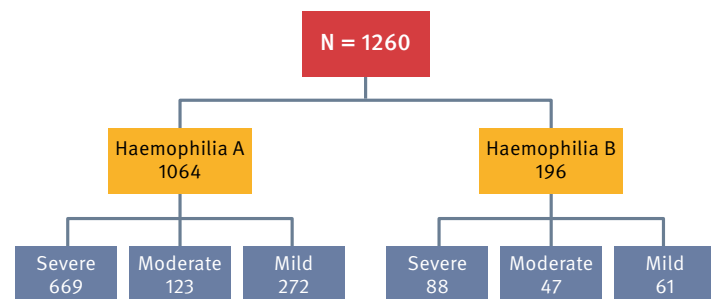 N = 1260
Haemophilia A
1064
Haemophilia B
196
Severe
669
Moderate
123
Mild
272
Severe
88
Moderate
47
Mild
61